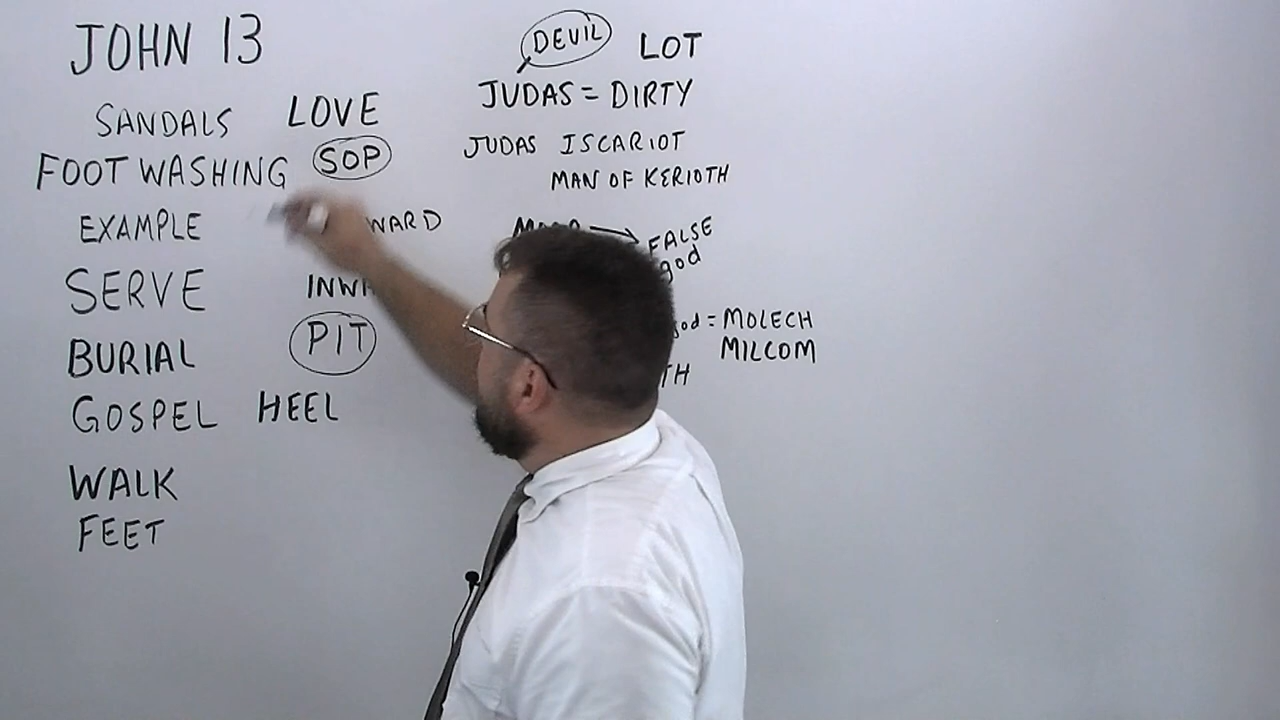 JOHN 13
SANDALS
FOOT WASHING
EXAMPLE
SERVE
BURIAL
GOSPEL
WALK
FEET
LOVE
SOP
PIT
HEEL
DEVIL
LOT
JUDAS = DIRTY
JUDAS ISCARIOT
MAN OF KERIOTH
FALSE
god
god = MOLECH
MILCOM